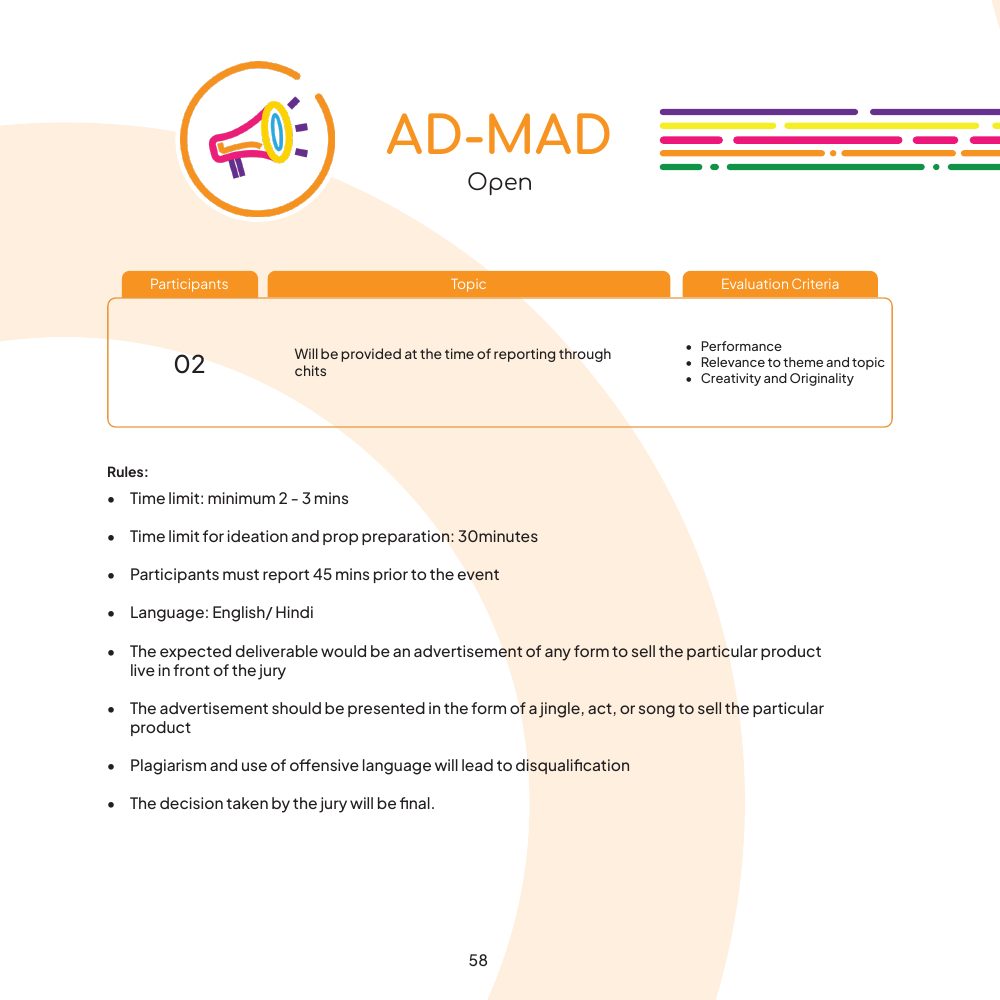 AD-MAD
Open
Participants
Topic
Evaluation Criteria
02
Will be provided at the time of reporting through
chits
• Performance
• Relevance to theme and topic
• Creativity and Originality
Rules:
• Time limit: minimum 2 - 3 mins
• Time limit for ideation and prop preparation: 30minutes
• Participants must report 45 mins prior to the event
• Language: English/ Hindi
• The expected deliverable would be an advertisement of any form to sell the particular product
live in front of the jury
• The advertisement should be presented in the form of a jingle, act, or song to sell the particular
product
• Plagiarism and use of offensive language will lead to disqualification
• The decision taken by the jury will be final.
58